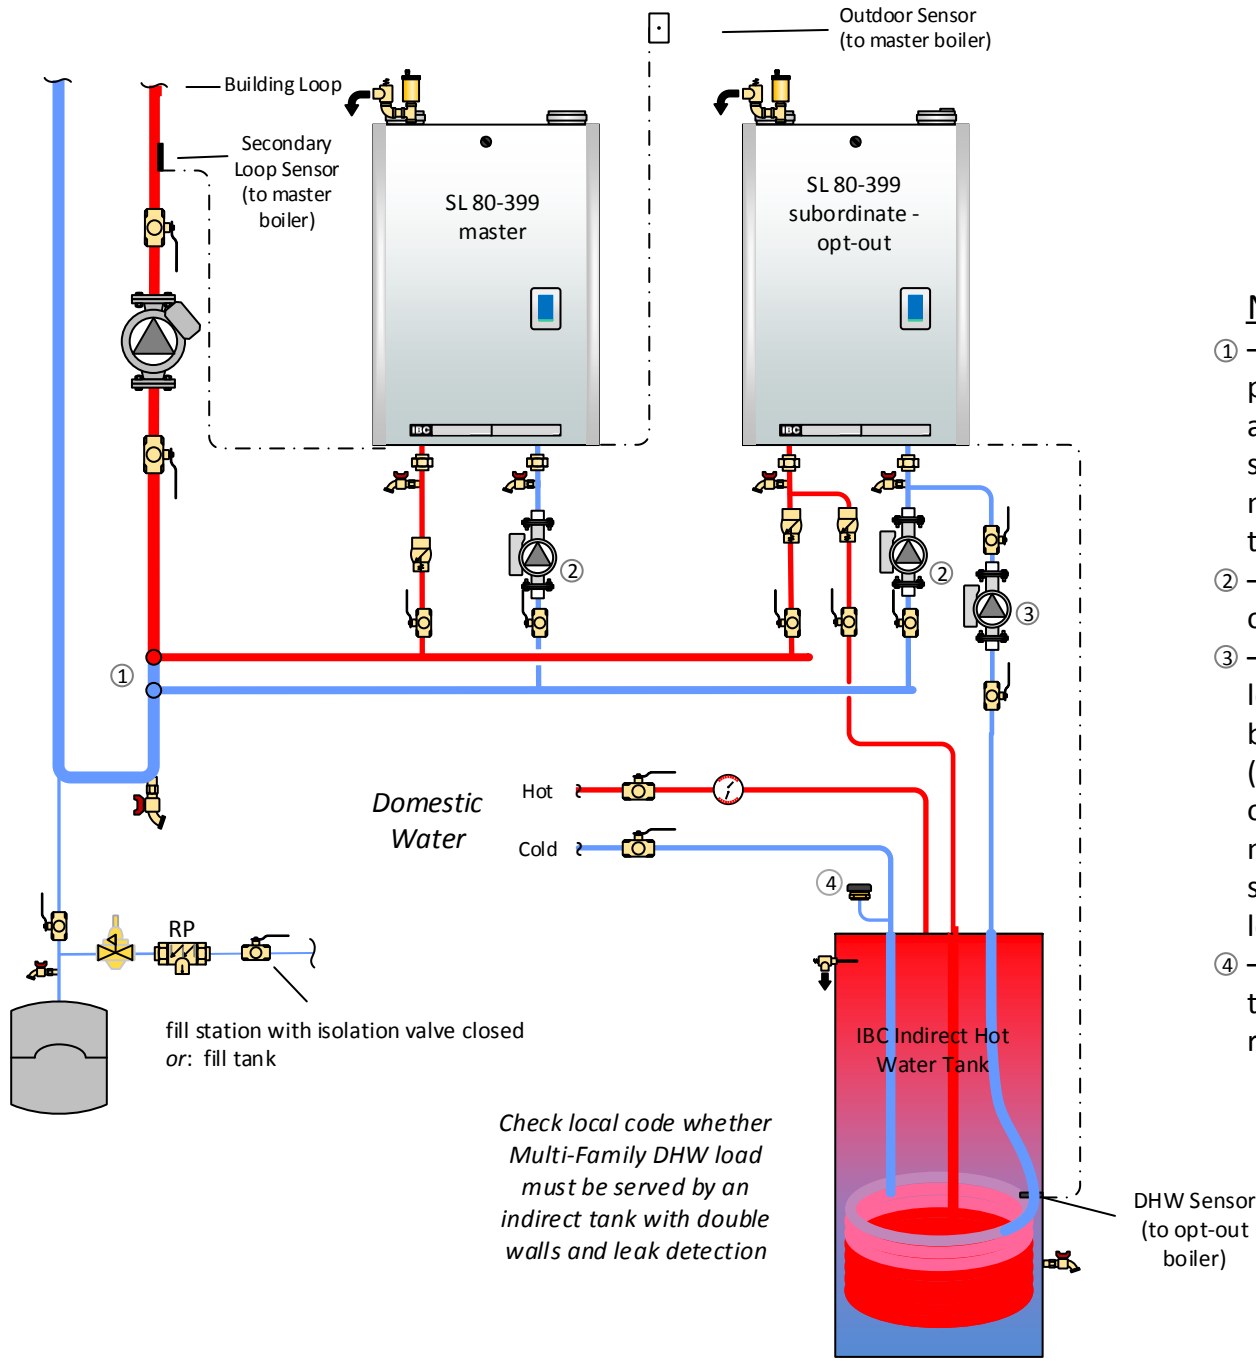 Outdoor Sensor
(to master boiler)
Building Loop
Secondary
Loop Sensor
(to master
boiler)
SL 80-399
master
SL 80-399
subordinate -
opt-out
IBC
IBC
1
2
2
3
Domestic
Water
Hot
Cold
4
RP
fill station with isolation valve closed
or: fill tank
IBC Indirect Hot
Water Tank
Check local code whether
Multi-Family DHW load
must be served by an
indirect tank with double
walls and leak detection
DHW Sensor
(to opt-out
boiler)
1 –
2 –
3 –
(
4 –